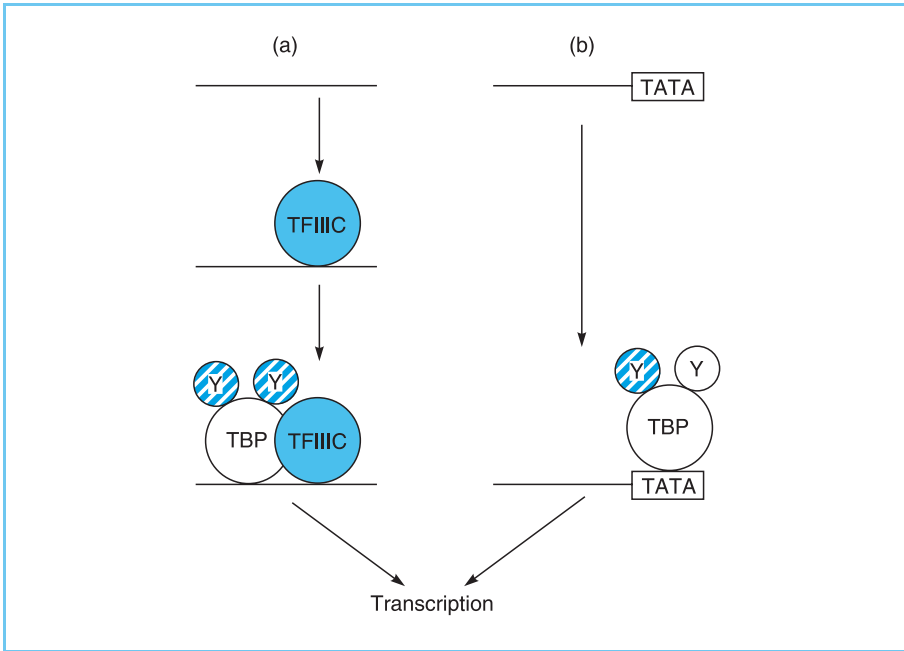 (a) (b)
TATA
TFIIIC
Y Y Y Y
TBP TFIIIC TBP
TATA
Transcription